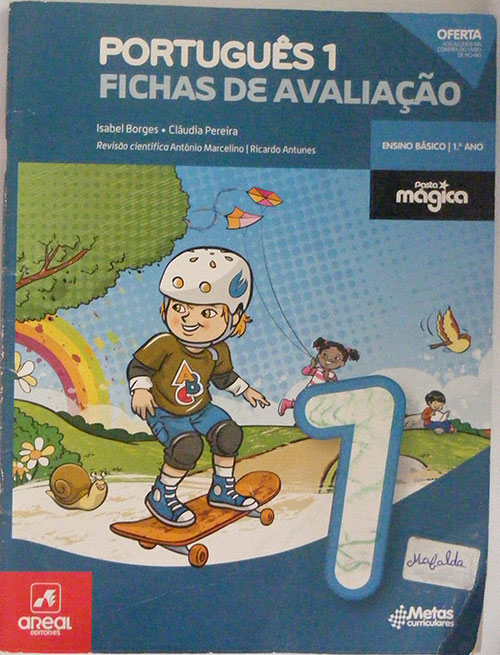 PORTUGUÊS 1
FICHAS DE AVALIAÇÃO
OFERTA
Isabel Borges • Cláudia Pereira
Revisão científica António Marcelino | Ricardo Antunes
ENSINO BÁSICO | 1.º ANO
pasta
mágica
A
B
C
1
Mafalda
AREAL
EDITORES
Metas
curriculares